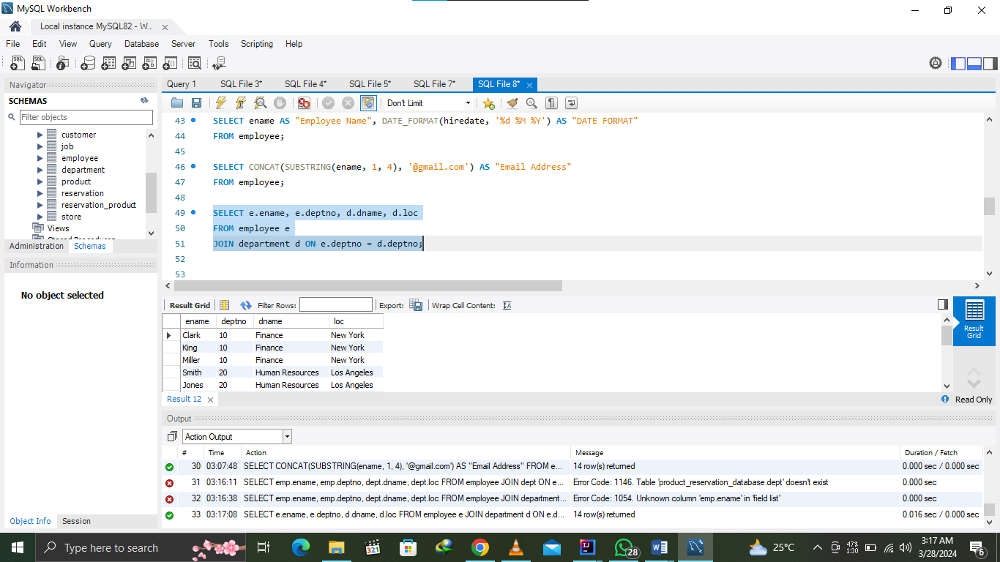 MySQL Workbench
Local instance MySQL82 - W...
File Edit View Query Database Server Tools Scripting Help
Navigator
SCHEMAS
Filter objects
customer
job
employee
department
product
reservation
reservation_product
store
Views
Administration Schemas
Information
No object selected
Object Info Session
Query 1 SQL File 3* SQL File 4* SQL File 5* SQL File 7* SQL File 8*
Don't Limit
43 SELECT ename AS "Employee Name", DATE_FORMAT(hiredate, '%d %M %Y') AS "DATE FORMAT"
44 FROM employee;
45
46 SELECT CONCAT(SUBSTRING(ename, 1, 4), '@gmail.com') AS "Email Address"
47 FROM employee;
48
49 SELECT e.ename, e.deptno, d.dname, d.loc
50 FROM employee e
51 JOIN department d ON e.deptno = d.deptno;
52
53
Result Grid Filter Rows: Export: Wrap Cell Content:
ename deptno dname loc
Clark 10 Finance New York
King 10 Finance New York
Miller 10 Finance New York
Smith 20 Human Resources Los Angeles
Jones 20 Human Resources Los Angeles
Result
Grid
Result 12
Read Only
Output
Action Output
# Time Action Message Duration / Fetch
30 03:07:48 SELECT CONCAT(SUBSTRING(ename, 1, 4), '@gmail.com') AS "Email Address" FROM e... 14 row(s) returned 0.000 sec / 0.000 sec
31 03:16:11 SELECT emp.ename, emp.deptno, dept.dname, dept.loc FROM employee JOIN dept ON e... Error Code: 1146. Table 'product_reservation_database.dept' doesn't exist 0.000 sec
32 03:16:38 SELECT emp.ename, emp.deptno, dept.dname, dept.loc FROM employee JOIN department... Error Code: 1054. Unknown column 'emp.ename' in 'field list' 0.000 sec
33 03:17:08 SELECT e.ename, e.deptno, d.dname, d.loc FROM employee e JOIN department d ON e.d... 14 row(s) returned 0.016 sec / 0.000 sec
Type here to search
321
28
25°C
47%
1:30
3:17 AM
3/28/2024
6